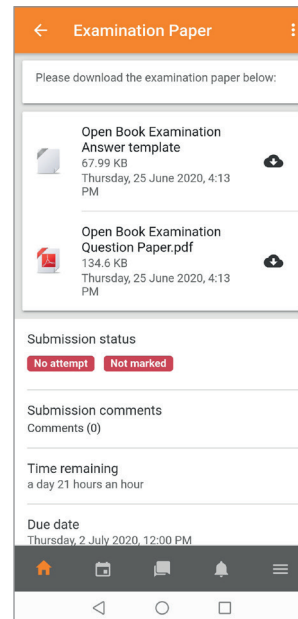 Examination Paper
Please download the examination paper below:
Open Book Examination
Answer template
67.99 KB
Thursday, 25 June 2020, 4:13
PM
Open Book Examination
Question Paper.pdf
134.6 KB
Thursday, 25 June 2020, 4:13
PM
Submission status
No attempt Not marked
Submission comments
Comments (0)
Time remaining
a day 21 hours an hour
Due date
Thursday, 2 July 2020, 12:00 PM